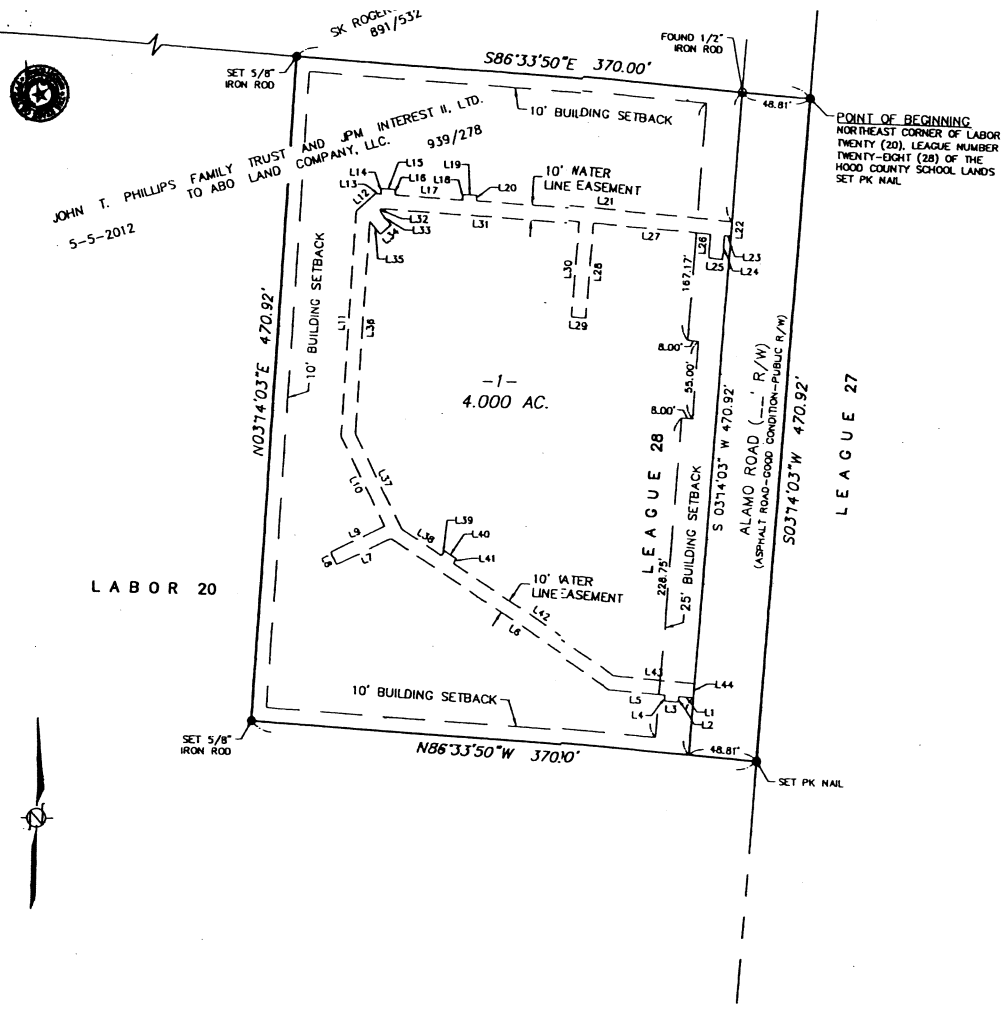 SK ROGERS
891/532
FOUND 1/2"
IRON ROD
S86°33'50"E 370.00'
SET 5/8"
IRON ROD
48.81'
10' BUILDING SETBACK
POINT OF BEGINNING
NORTHEAST CORNER OF LABOR
TWENTY (20), LEAGUE NUMBER
TWENTY-EIGHT (28) OF THE
HOOD COUNTY SCHOOL LANDS
SET PK NAIL
JOHN T. PHILLIPS FAMILY TRUST AND JPM INTEREST II, LTD.
TO ABO LAND COMPANY, LLC. 939/278
5-5-2012
L15
L19
L14
L16
L18
L20
L13
L17
L12
10' WATER
LINE EASEMENT
L21
L22
L32
L31
L33
L34
L27
L26
L23
L25
L24
L35
L30
L28
167.17'
L29
10' BUILDING SETBACK
L11
L36
8.00'
55.00'
8.00'
N03°14'03"E 470.92'
-1-
4.000 AC.
LEAGUE 28
S 03°14'03" W 470.92'
ALAMO ROAD (___' R/W)
(ASPHALT ROAD-GOOD CONDITION-PUBLIC R/W)
S03°14'03"W 470.92'
LEAGUE 27
L37
L10
L9
L8
L7
L38
L39
L40
L41
228.75'
25' BUILDING SETBACK
LABOR 20
10' WATER
LINE EASEMENT
L42
L6
L43
L44
L5
L4
L3
L1
L2
10' BUILDING SETBACK
SET 5/8"
IRON ROD
N86°33'50"W 370.10'
48.81'
SET PK NAIL